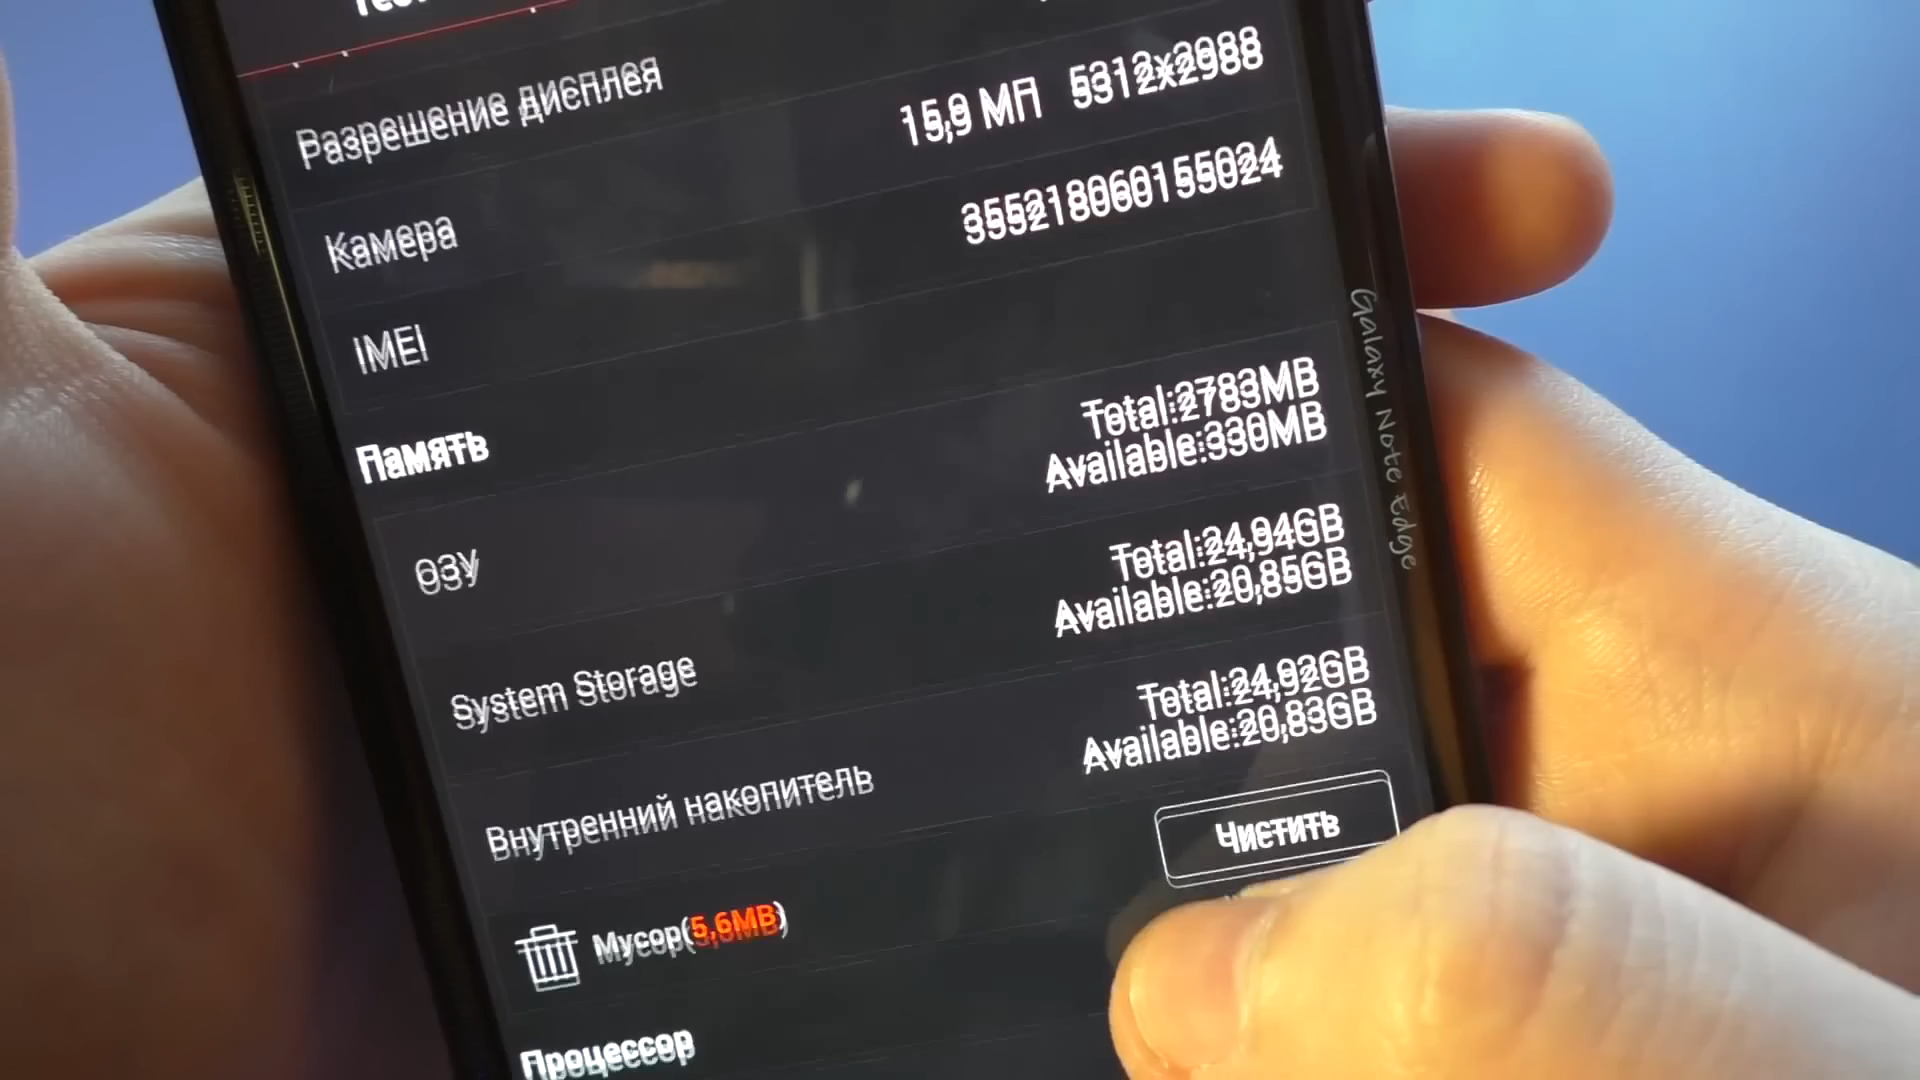 Разрешение дисплея
Камера 15,9 МП 5312x2988
IMEI 355218060155024
Память
ОЗУ Total:2783MB
Available:330MB
System Storage Total:24,94GB
Available:20,85GB
Внутренний накопитель Total:24,92GB
Available:20,83GB
Мусор(5,6MB) Чистить
Процессор
Galaxy Note Edge